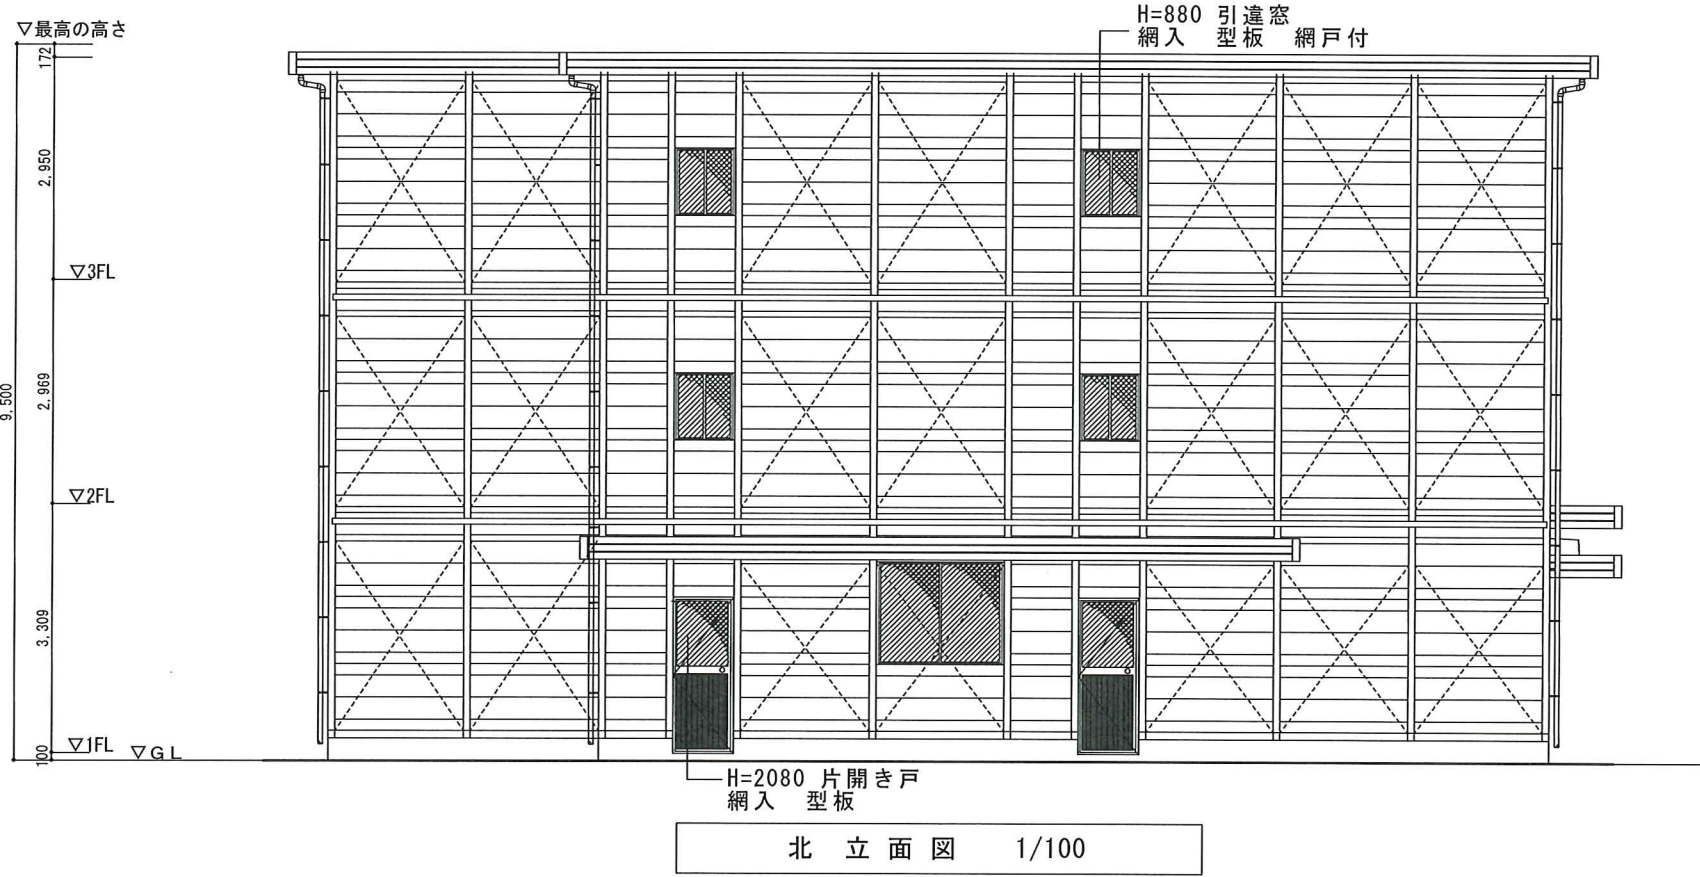 ▽最高の高さ
172
H=880 引違窓
網入 型板 網戸付
2,950
▽3FL
9,500
2,969
▽2FL
3,309
▽1FL
100
▽GL
H=2080 片開き戸
網入 型板
北立面図 1/100